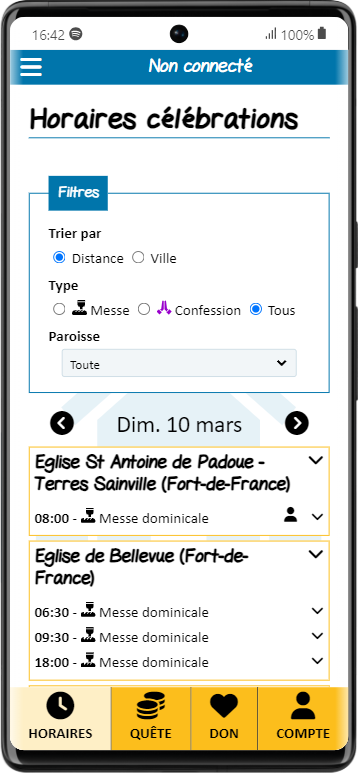 16:42 100%
Non connecté
Horaires célébrations
Filtres
Trier par
Distance Ville
Type
Messe Confession Tous
Paroisse
Toute
Dim. 10 mars
Eglise St Antoine de Padoue -
Terres Sainville (Fort-de-France)
08:00 - Messe dominicale
Eglise de Bellevue (Fort-de-
France)
06:30 - Messe dominicale
09:30 - Messe dominicale
18:00 - Messe dominicale
HORAIRES QUÊTE DON COMPTE